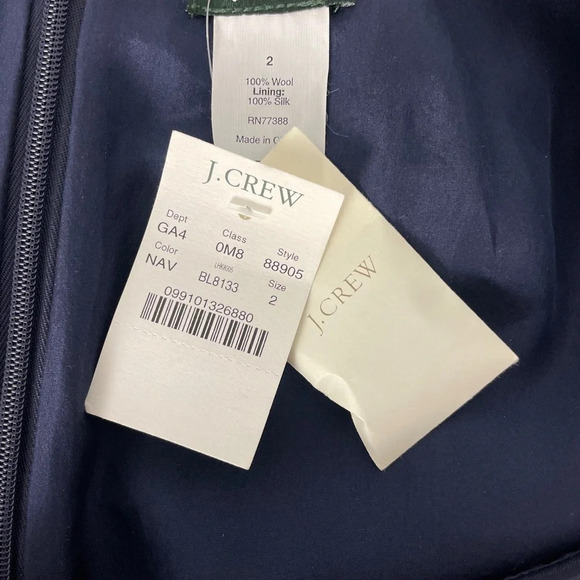 2
100% Wool
Lining:
100% Silk
RN77388
Made in
J.CREW
Dept Class Style
GA4 0M8 88905
Color Size
NAV BL8133 2
099101326880
J.CREW